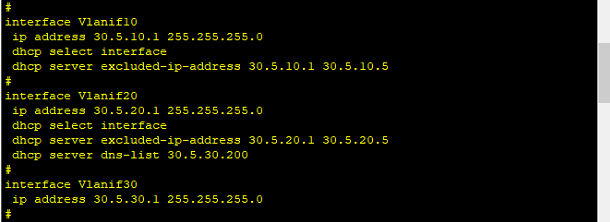 #
interface Vlanif10
ip address 30.5.10.1 255.255.255.0
dhcp select interface
dhcp server excluded-ip-address 30.5.10.1 30.5.10.5
#
interface Vlanif20
ip address 30.5.20.1 255.255.255.0
dhcp select interface
dhcp server excluded-ip-address 30.5.20.1 30.5.20.5
dhcp server dns-list 30.5.30.200
#
interface Vlanif30
ip address 30.5.30.1 255.255.255.0
#